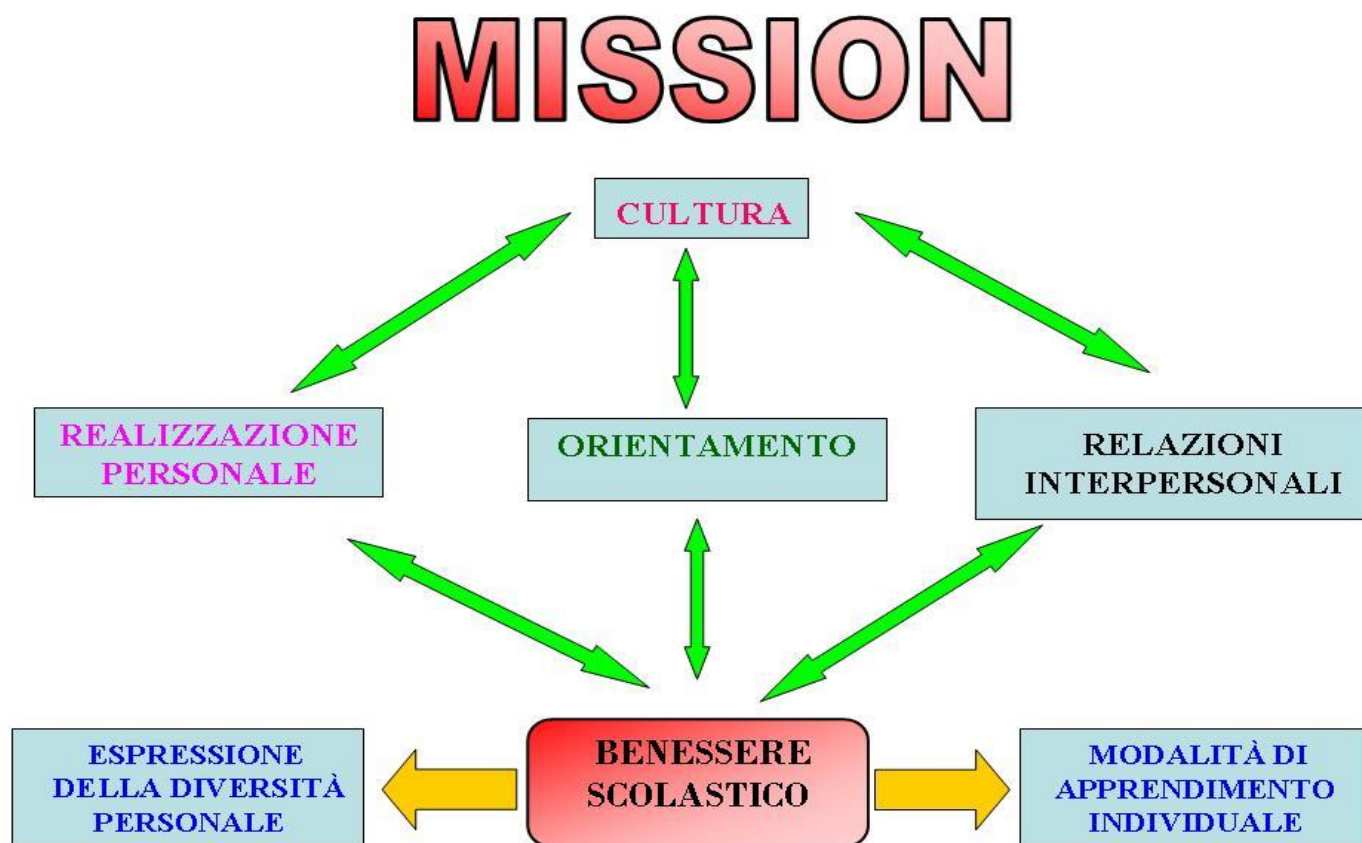 MISSION
CULTURA
REALIZZAZIONE
PERSONALE
ORIENTAMENTO
RELAZIONI
INTERPERSONALI
ESPRESSIONE
DELLA DIVERSITÀ
PERSONALE
BENESSERE
SCOLASTICO
MODALITÀ DI
APPRENDIMENTO
INDIVIDUALE